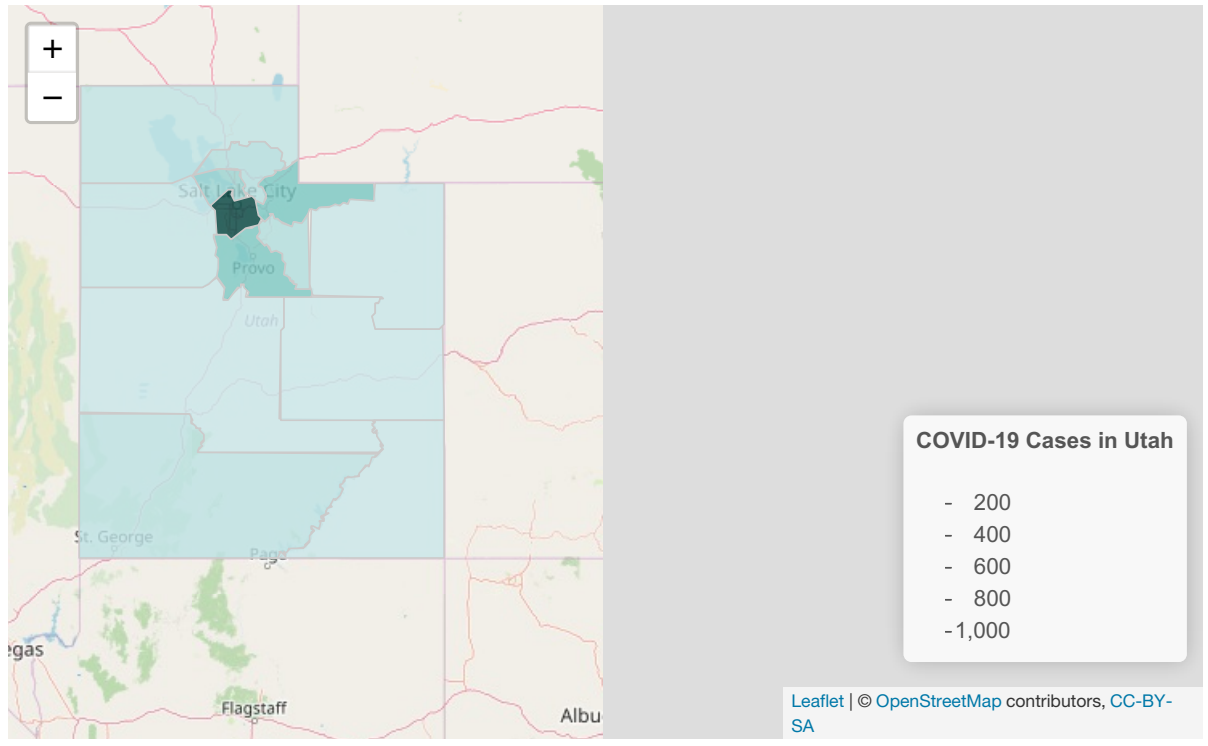 +
−
Salt Lake City
Provo
Utah
St. George
Page
egas
Flagstaff
Albu
COVID-19 Cases in Utah
- 200
- 400
- 600
- 800
-1,000
Leaflet | © OpenStreetMap contributors, CC-BY-
SA